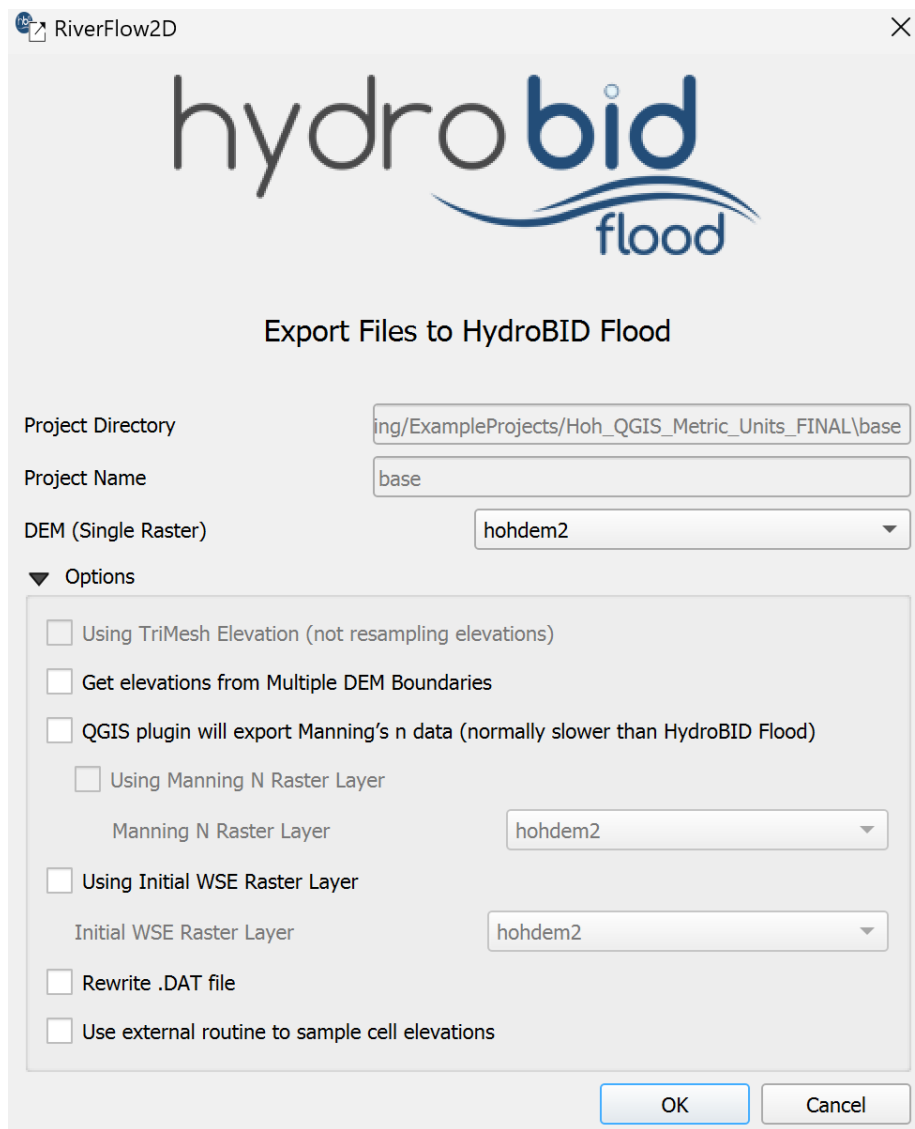 RiverFlow2D
hydrobid
flood
Export Files to HydroBID Flood
Project Directory ing/ExampleProjects/Hoh_QGIS_Metric_Units_FINAL\base
Project Name base
DEM (Single Raster) hohdem2
Options
Using TriMesh Elevation (not resampling elevations)
Get elevations from Multiple DEM Boundaries
QGIS plugin will export Manning's n data (normally slower than HydroBID Flood)
Using Manning N Raster Layer
Manning N Raster Layer hohdem2
Using Initial WSE Raster Layer
Initial WSE Raster Layer hohdem2
Rewrite .DAT file
Use external routine to sample cell elevations
OK Cancel